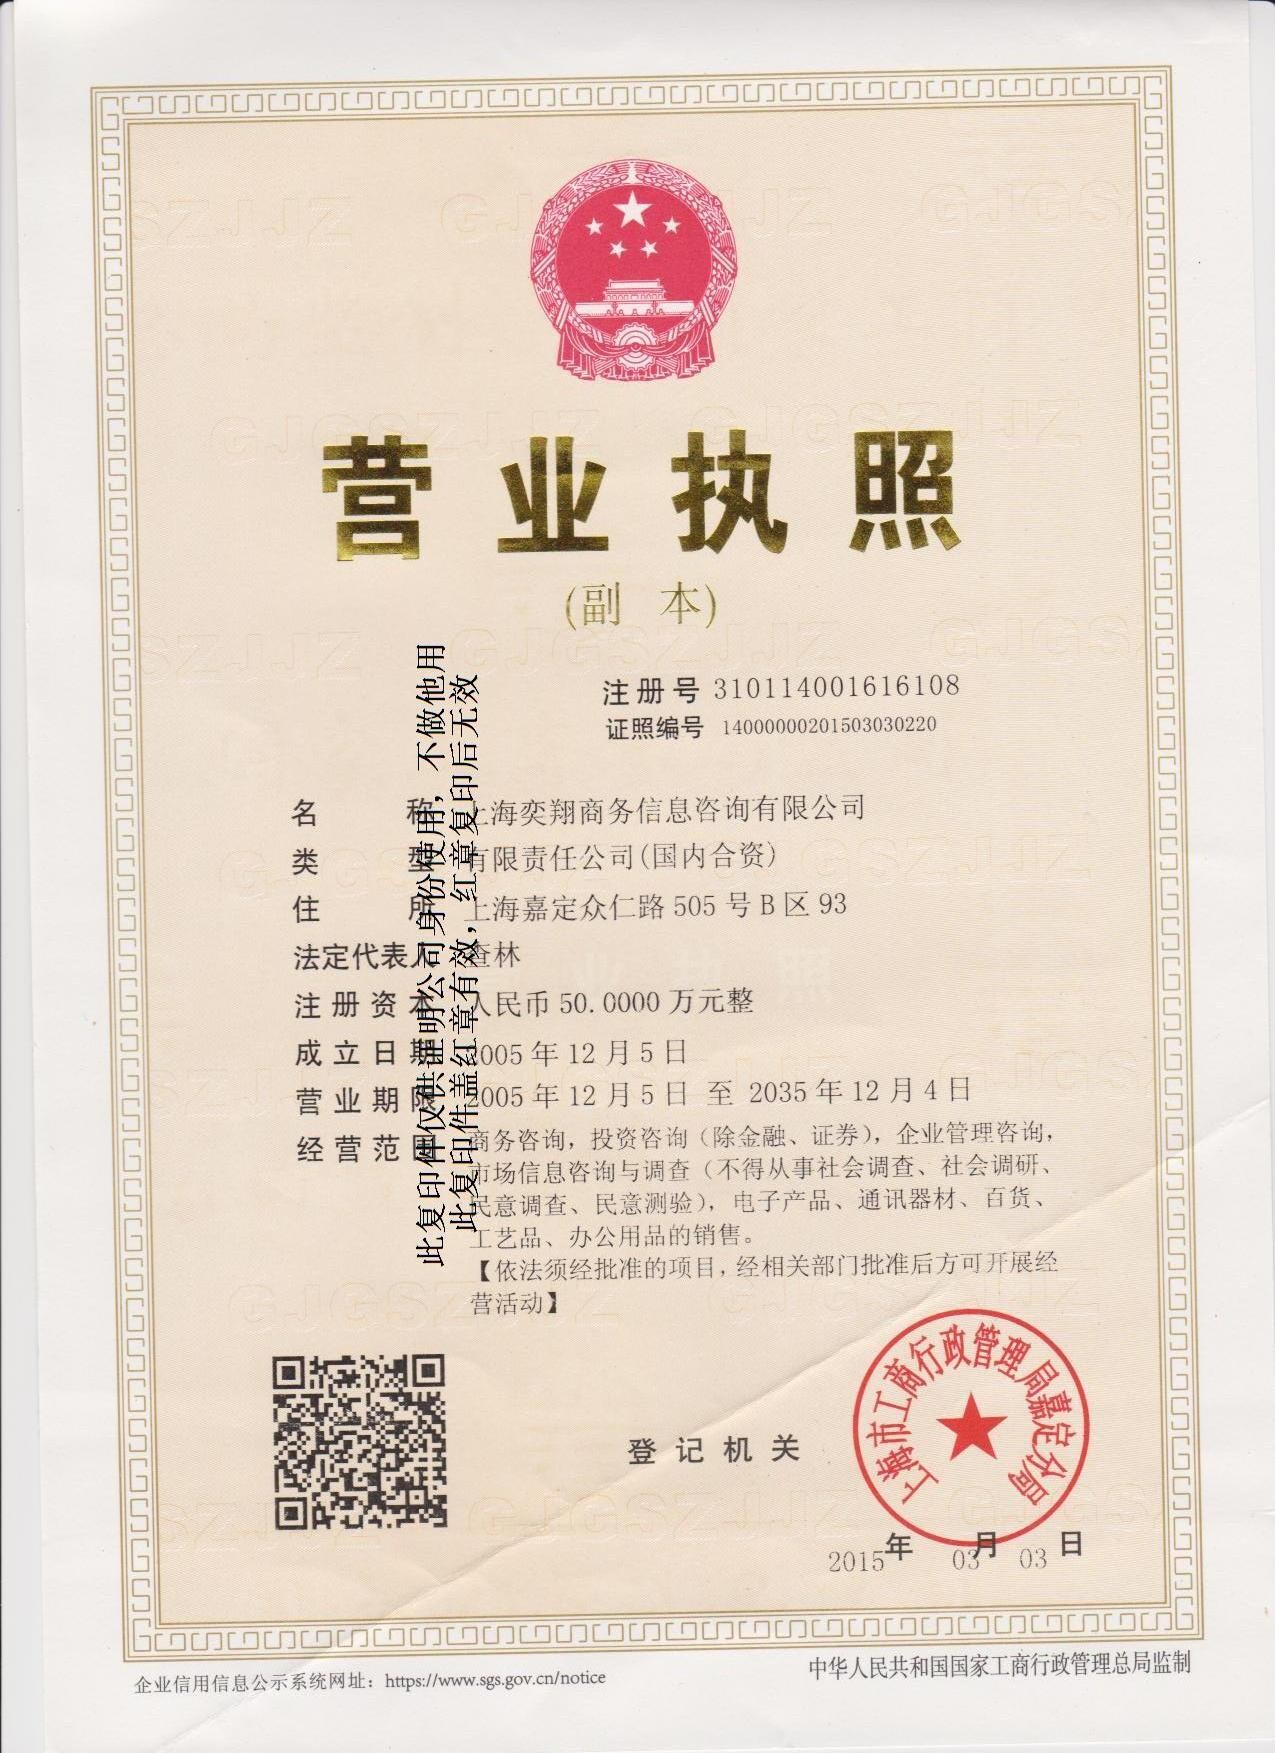 营业执照
(副 本)
注册号 310114001616108
证照编号 14000000201503030220
名 称 上海奕翔商务信息咨询有限公司
类 型 有限责任公司(国内合资)
住 所 上海嘉定众仁路505号B区93
法定代表人 查林
注册资本 人民币50.0000万元整
成立日期 2005年12月5日
营业期限 2005年12月5日 至 2035年12月4日
经营范围 商务咨询，投资咨询（除金融、证券），企业管理咨询，
市场信息咨询与调查（不得从事社会调查、社会调研、
民意调查、民意测验），电子产品、通讯器材、百货、
工艺品、办公用品的销售。
【依法须经批准的项目，经相关部门批准后方可开展经
营活动】
此复印件仅供证明公司身份使用，不做他用
此复印件盖红章有效，红章复印后无效
登记机关
上海市工商行政管理局嘉定分局
2015年 03月 03日
企业信用信息公示系统网址：https://www.sgs.gov.cn/notice
中华人民共和国国家工商行政管理总局监制
GJGSZJJZ